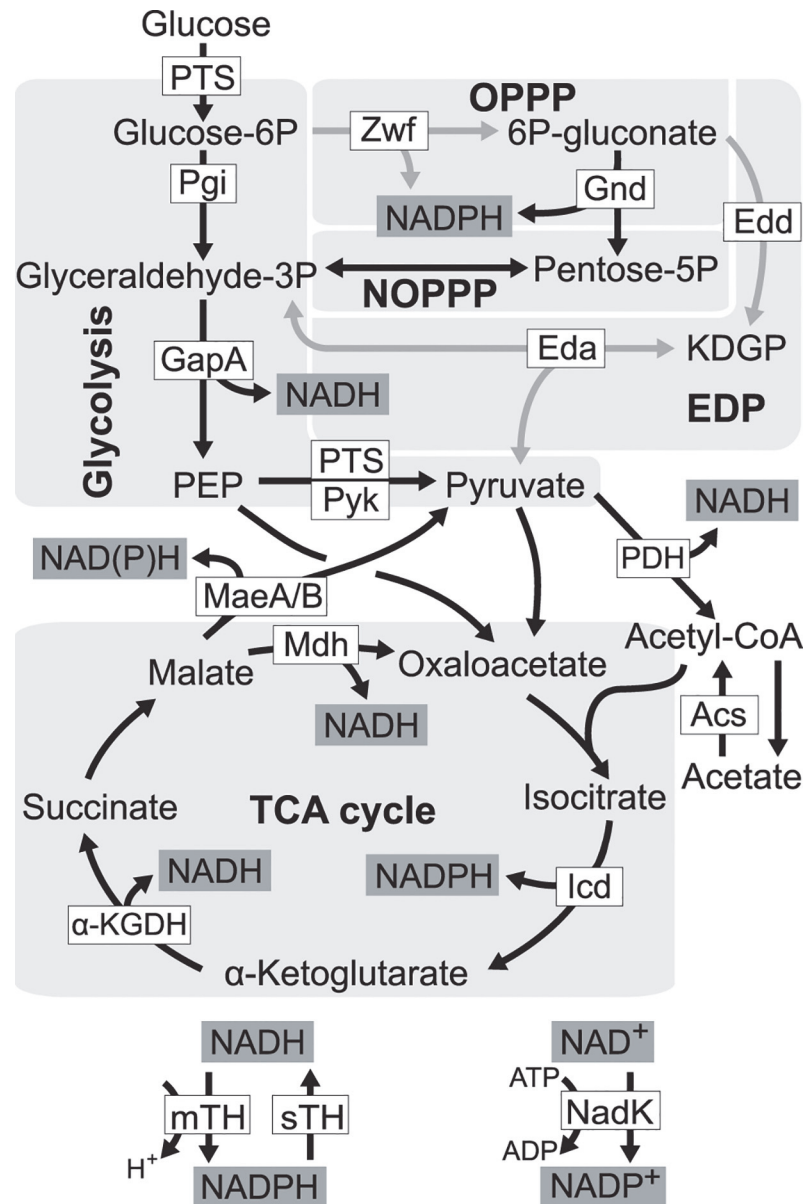 Glucose
PTS
OPPP
Glucose-6P
Zwf
6P-gluconate
Pgi
Gnd
NADPH
Edd
Glyceraldehyde-3P
NOPPP
Pentose-5P
Glycolysis
GapA
Eda
KDGP
NADH
EDP
PEP
PTS
Pyk
Pyruvate
NADH
NAD(P)H
PDH
MaeA/B
Malate
Mdh
Oxaloacetate
Acetyl-CoA
NADH
Acs
Acetate
Succinate
TCA cycle
Isocitrate
NADH
NADPH
Icd
α-KGDH
α-Ketoglutarate
NADH
mTH
sTH
H⁺
NADPH
NAD⁺
ATP
NadK
ADP
NADP⁺